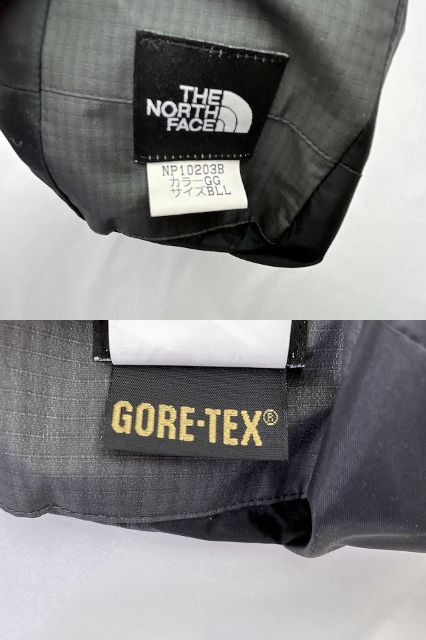 THE
NORTH
FACE
NP10203B
カラーGG
サイズBLL
GORE-TEX®